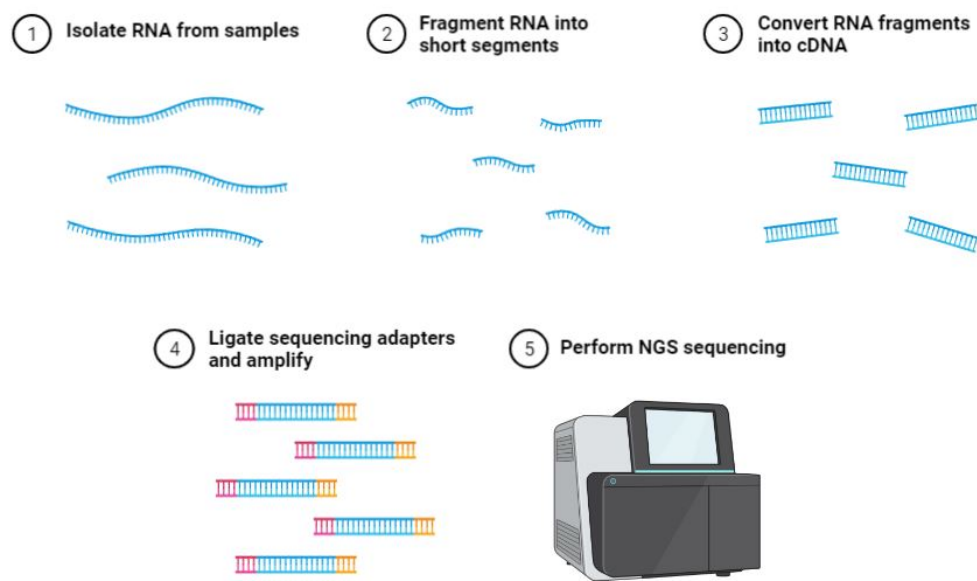 1 Isolate RNA from samples
2 Fragment RNA into
short segments
3 Convert RNA fragments
into cDNA
4 Ligate sequencing adapters
and amplify
5 Perform NGS sequencing